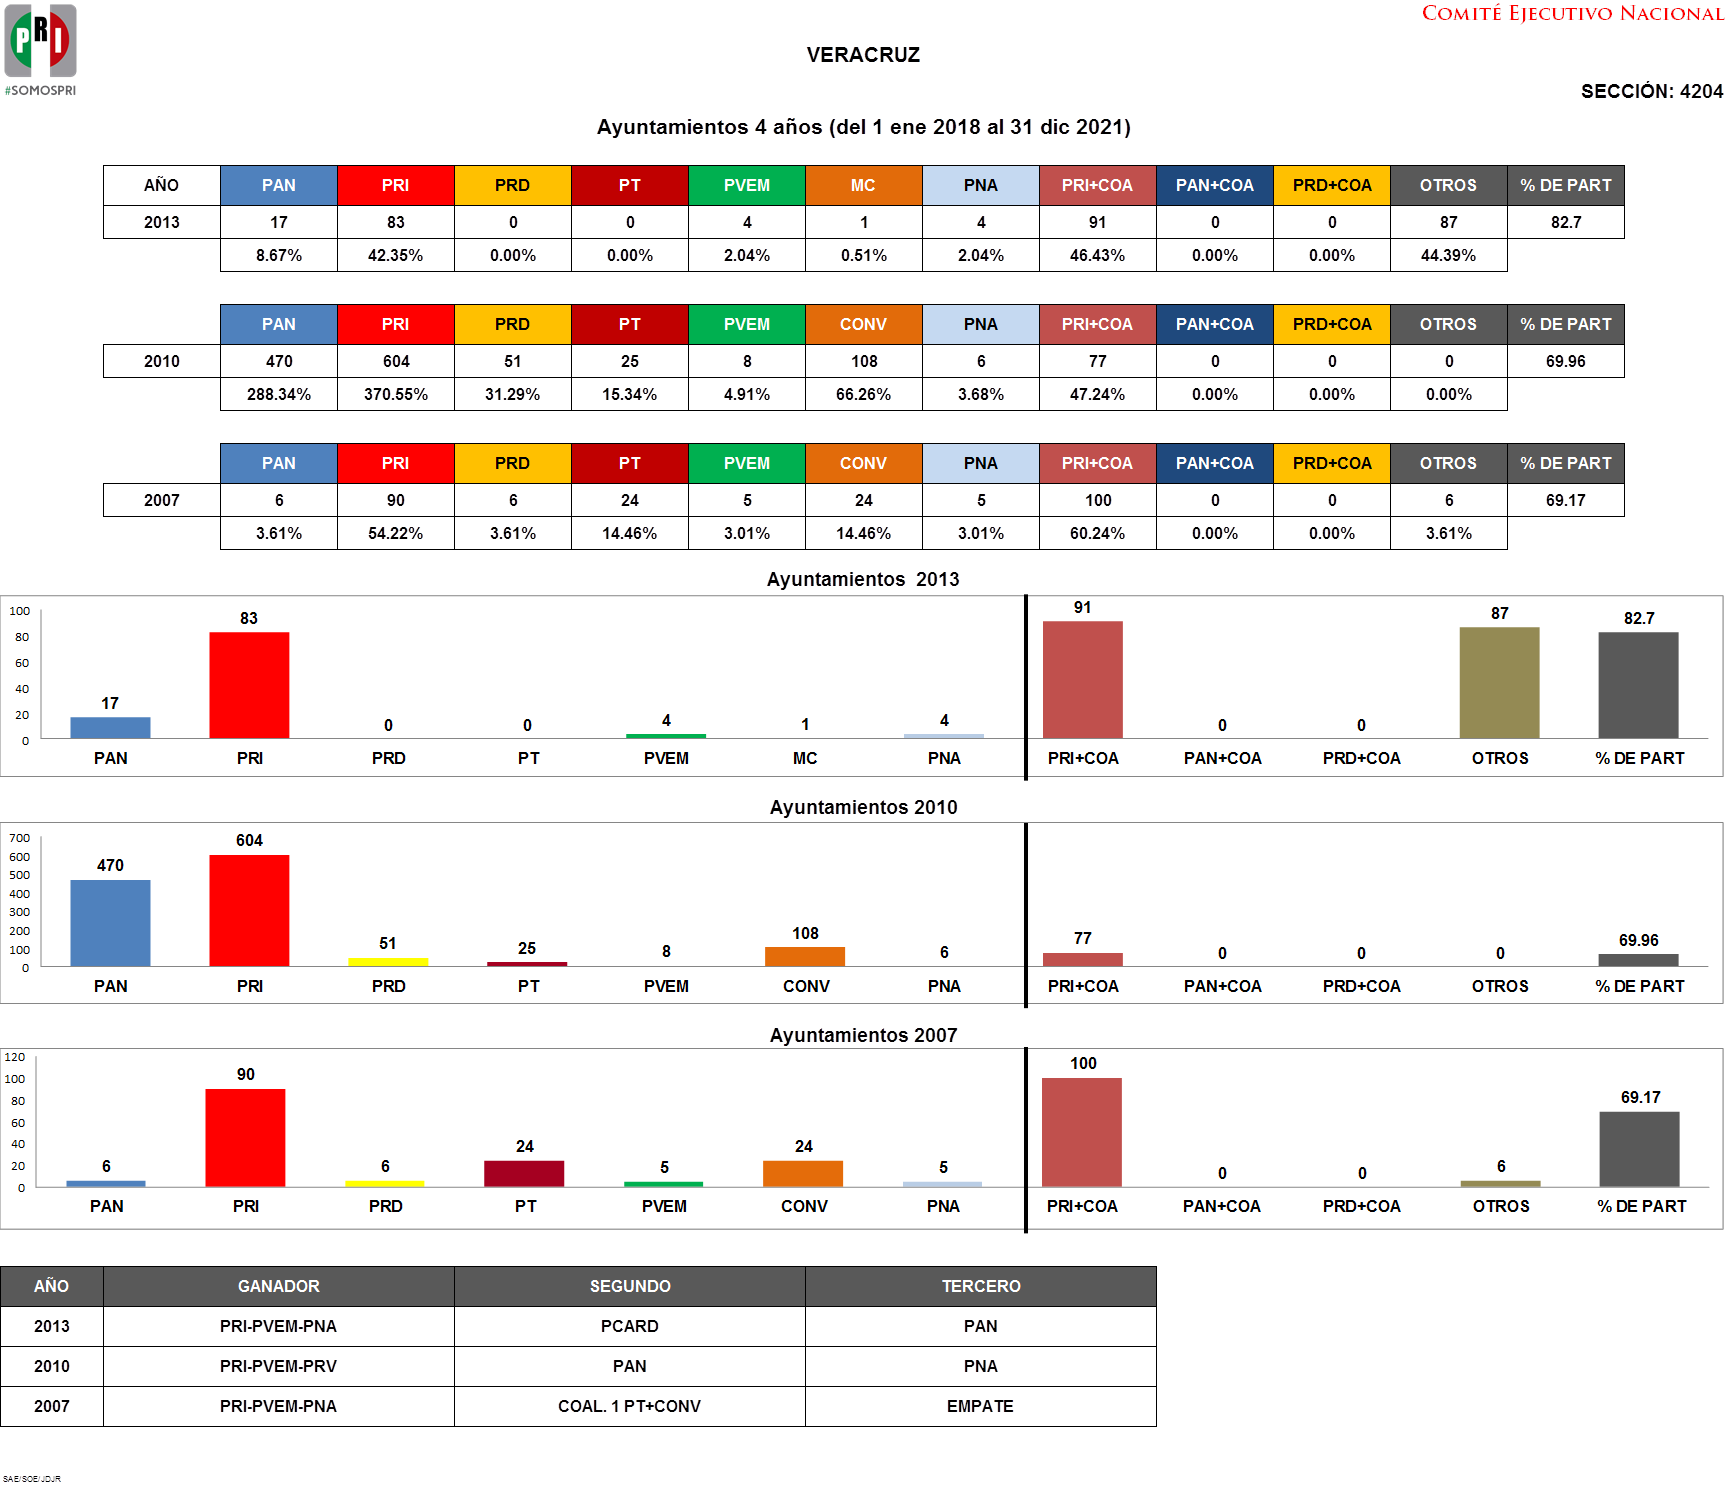 PRI
#SOMOSPRI
COMITÉ EJECUTIVO NACIONAL
VERACRUZ
SECCIÓN: 4204
Ayuntamientos 4 años (del 1 ene 2018 al 31 dic 2021)
AÑO PAN PRI PRD PT PVEM MC PNA PRI+COA PAN+COA PRD+COA OTROS % DE PART
2013 17 83 0 0 4 1 4 91 0 0 87 82.7
8.67% 42.35% 0.00% 0.00% 2.04% 0.51% 2.04% 46.43% 0.00% 0.00% 44.39%
PAN PRI PRD PT PVEM CONV PNA PRI+COA PAN+COA PRD+COA OTROS % DE PART
2010 470 604 51 25 8 108 6 77 0 0 0 69.96
288.34% 370.55% 31.29% 15.34% 4.91% 66.26% 3.68% 47.24% 0.00% 0.00% 0.00%
PAN PRI PRD PT PVEM CONV PNA PRI+COA PAN+COA PRD+COA OTROS % DE PART
2007 6 90 6 24 5 24 5 100 0 0 6 69.17
3.61% 54.22% 3.61% 14.46% 3.01% 14.46% 3.01% 60.24% 0.00% 0.00% 3.61%
Ayuntamientos 2013
100
80
60
40
20
0
17 83 0 0 4 1 4 91 0 0 87 82.7
PAN PRI PRD PT PVEM MC PNA PRI+COA PAN+COA PRD+COA OTROS % DE PART
Ayuntamientos 2010
700
600
500
400
300
200
100
0
470 604 51 25 8 108 6 77 0 0 0 69.96
PAN PRI PRD PT PVEM CONV PNA PRI+COA PAN+COA PRD+COA OTROS % DE PART
Ayuntamientos 2007
120
100
80
60
40
20
0
6 90 6 24 5 24 5 100 0 0 6 69.17
PAN PRI PRD PT PVEM CONV PNA PRI+COA PAN+COA PRD+COA OTROS % DE PART
AÑO GANADOR SEGUNDO TERCERO
2013 PRI-PVEM-PNA PCARD PAN
2010 PRI-PVEM-PRV PAN PNA
2007 PRI-PVEM-PNA COAL. 1 PT+CONV EMPATE
SAE/SOE/JDJR